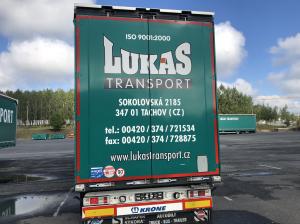 ISO 9001:2000
LUKAS
TRANSPORT
SOKOLOVSKÁ 2185
347 01 TACHOV ( CZ )
tel.: 00420 / 374 / 721534
fax: 00420 / 374 / 728875
www.lukastransport.cz
KRONE
PORT